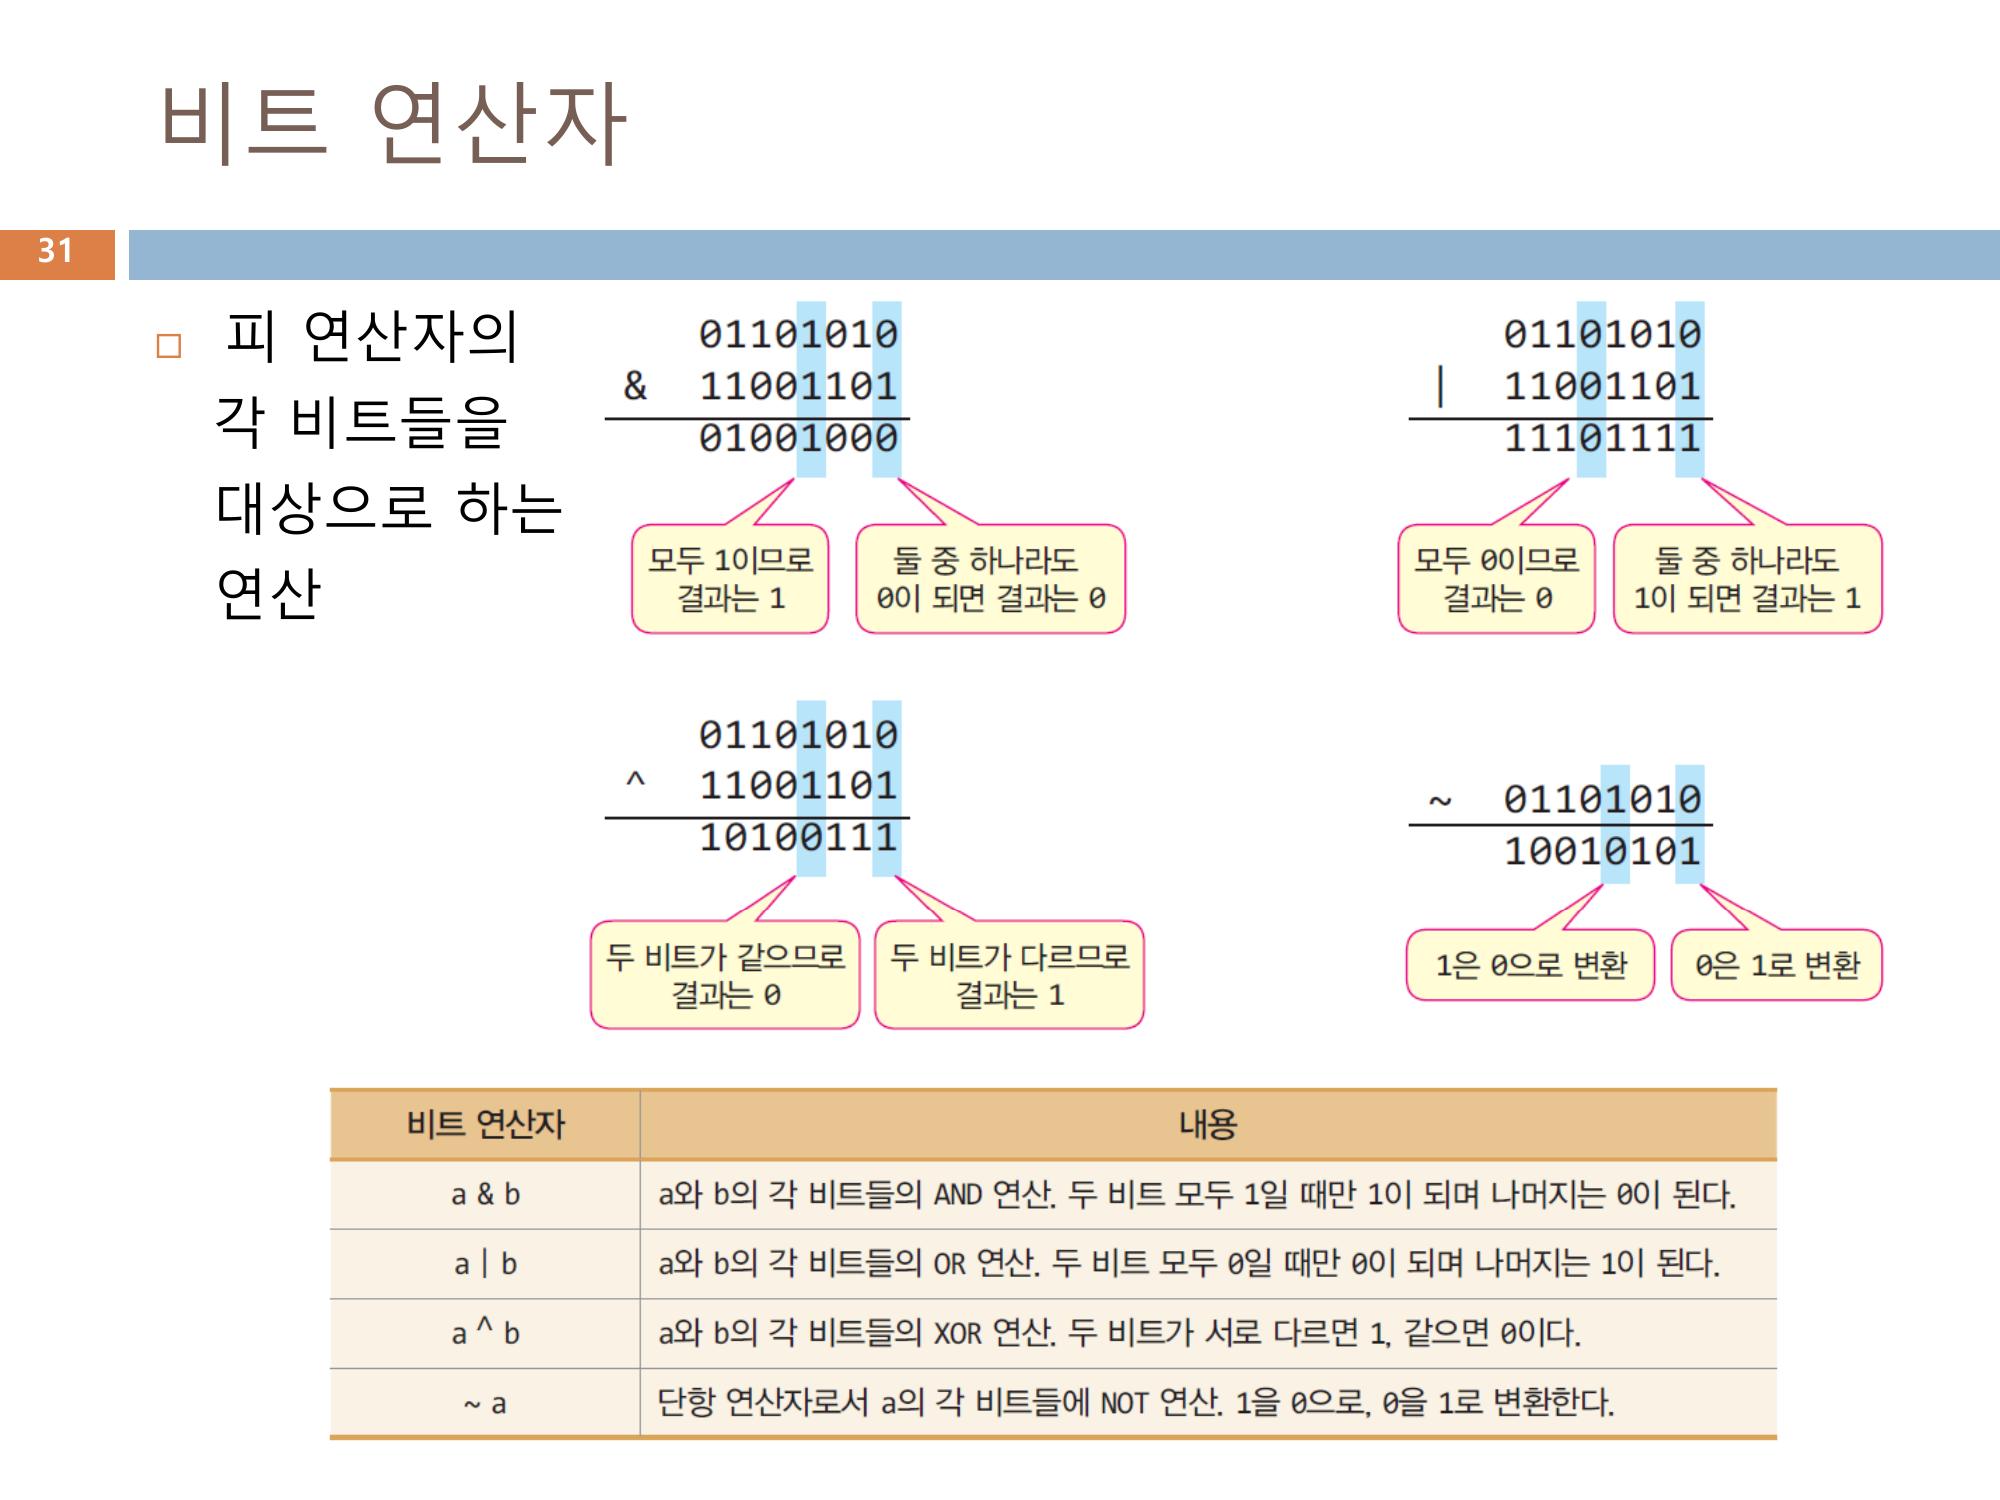 비트 연산자
31
피 연산자의
각 비트들을
대상으로 하는
연산
01101010
& 11001101
01001000
모두 1이므로
결과는 1
둘 중 하나라도
0이 되면 결과는 0
01101010
| 11001101
11101111
모두 0이므로
결과는 0
둘 중 하나라도
1이 되면 결과는 1
01101010
^ 11001101
10100111
두 비트가 같으므로
결과는 0
두 비트가 다르므로
결과는 1
~ 01101010
10010101
1은 0으로 변환
0은 1로 변환
비트 연산자 내용
a & b a와 b의 각 비트들의 AND 연산. 두 비트 모두 1일 때만 1이 되며 나머지는 0이 된다.
a | b a와 b의 각 비트들의 OR 연산. 두 비트 모두 0일 때만 0이 되며 나머지는 1이 된다.
a ^ b a와 b의 각 비트들의 XOR 연산. 두 비트가 서로 다르면 1, 같으면 0이다.
~ a 단항 연산자로서 a의 각 비트들에 NOT 연산. 1을 0으로, 0을 1로 변환한다.